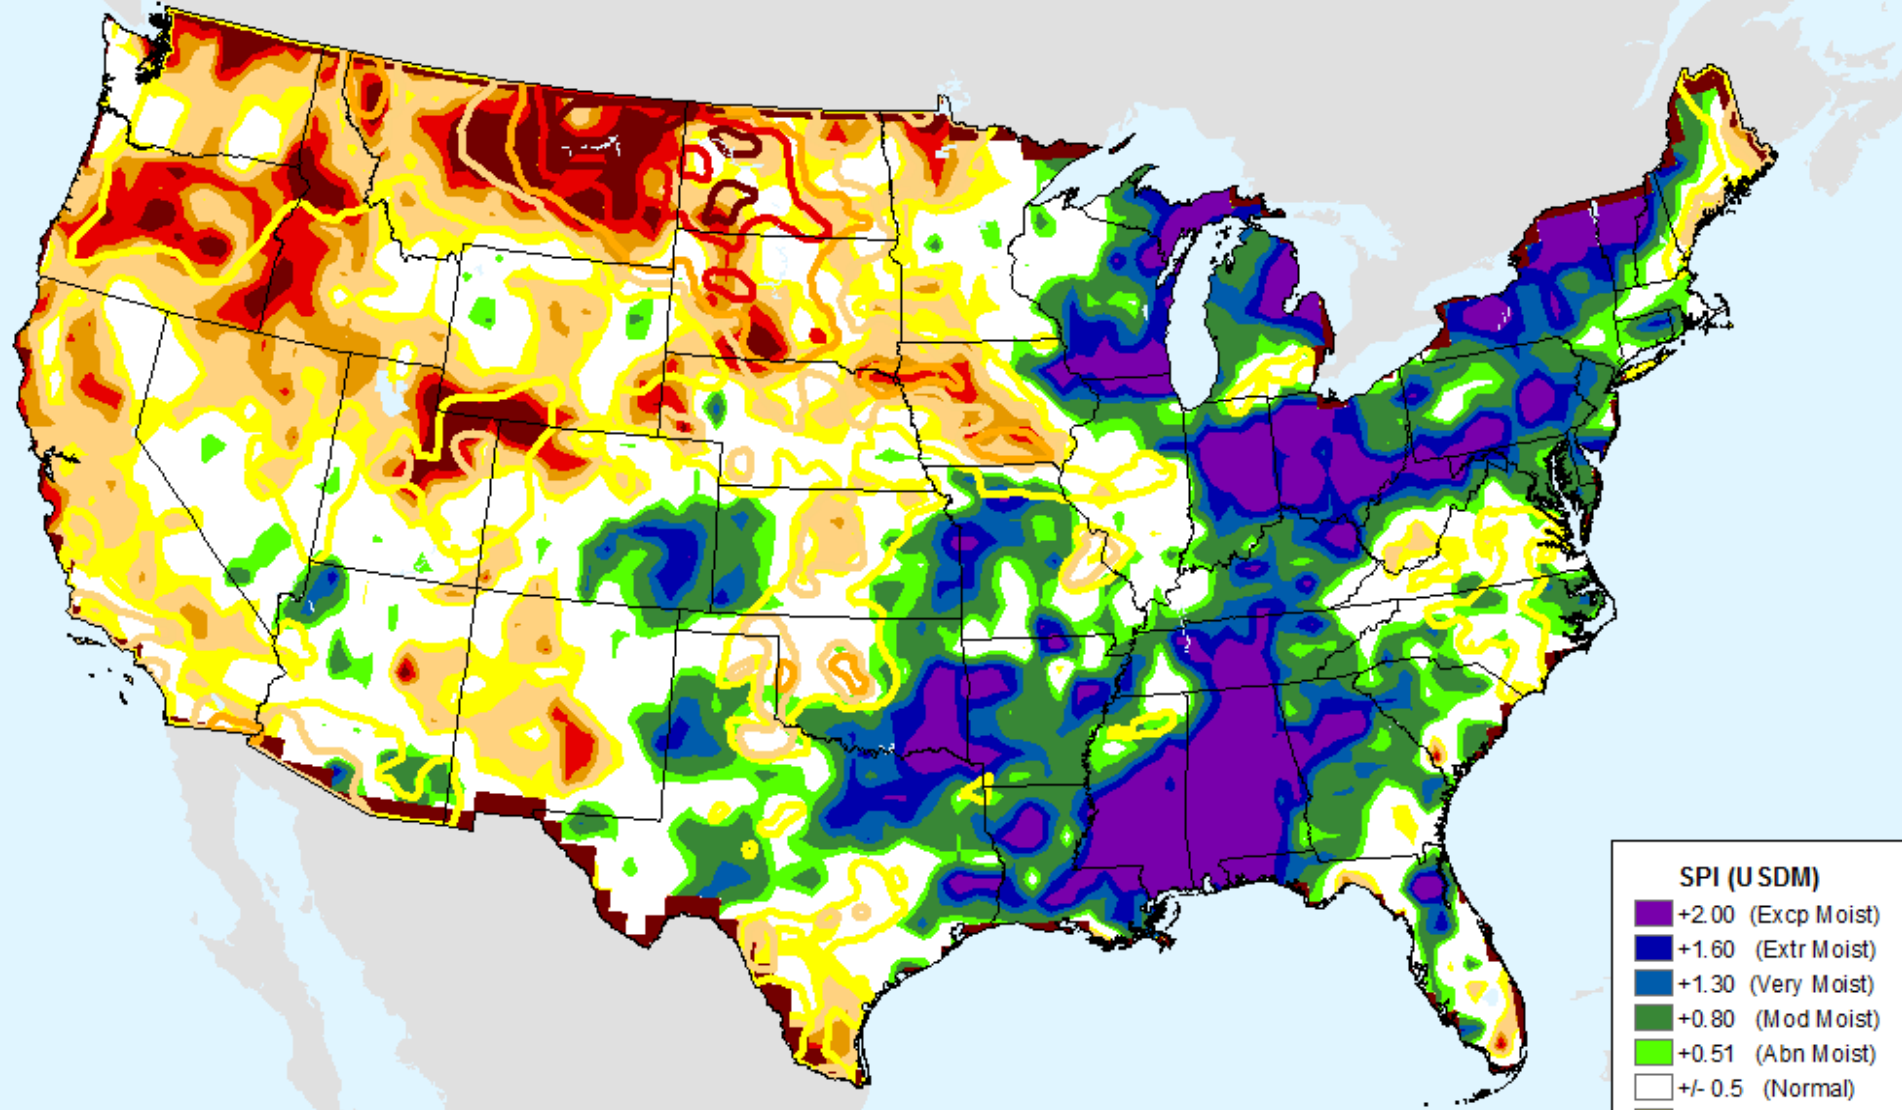 SPI (USDM)
+2.00 (Excp Moist)
+1.60 (Extr Moist)
+1.30 (Very Moist)
+0.80 (Mod Moist)
+0.51 (Abn Moist)
+/- 0.5 (Normal)